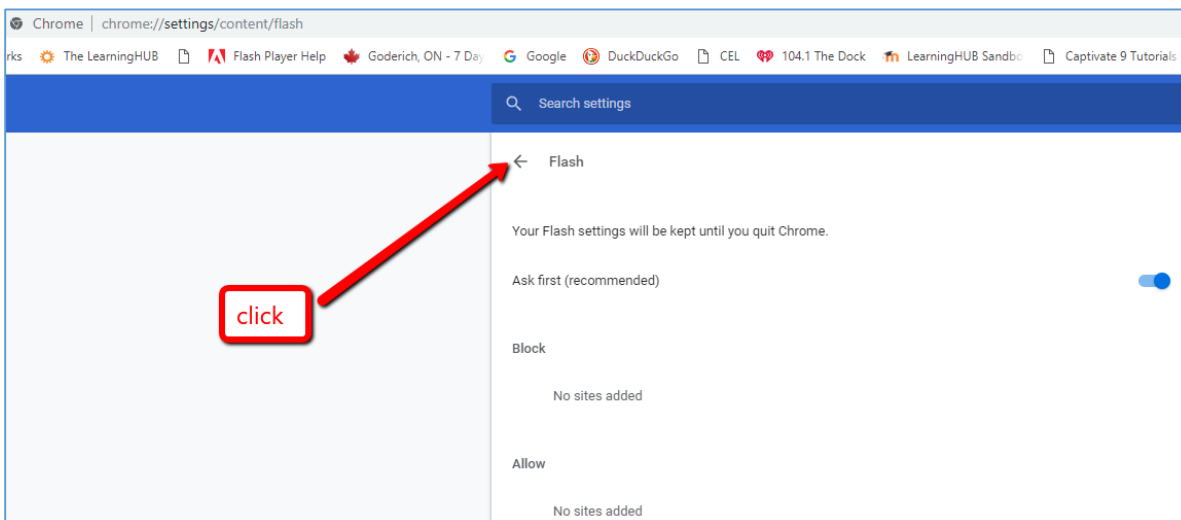 Chrome | chrome://settings/content/flash
rks The LearningHUB Flash Player Help Goderich, ON - 7 Day Google DuckDuckGo CEL 104.1 The Dock LearningHUB Sandbo Captivate 9 Tutorials
Search settings
Flash
Your Flash settings will be kept until you quit Chrome.
Ask first (recommended)
click
Block
No sites added
Allow
No sites added